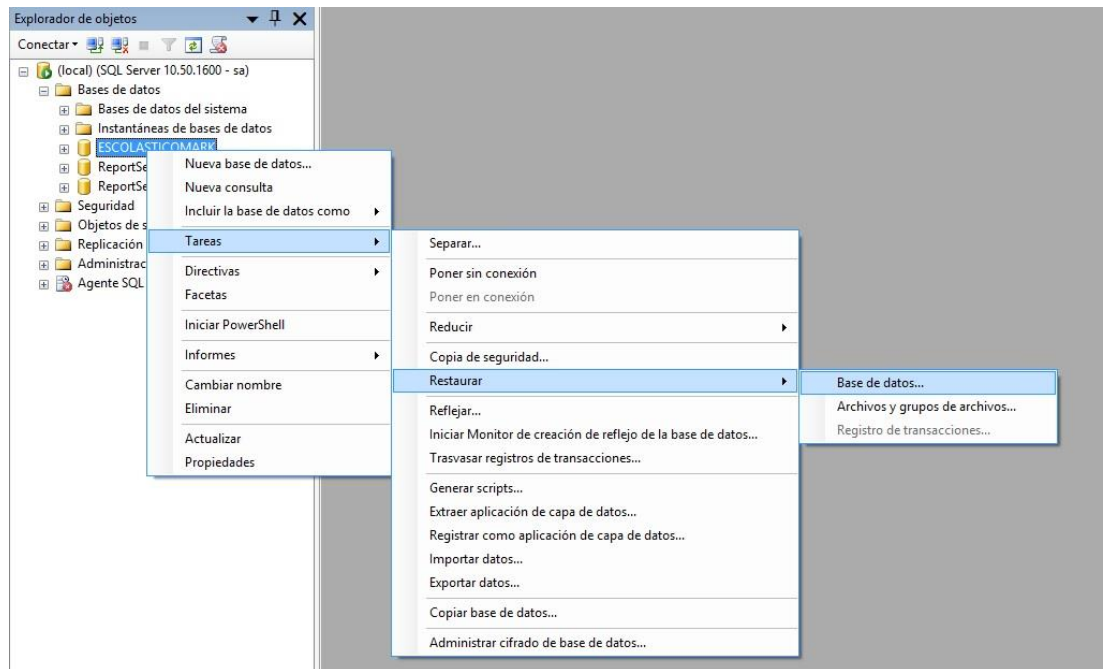 Explorador de objetos
Conectar
(local) (SQL Server 10.50.1600 - sa)
Bases de datos
Bases de datos del sistema
Instantáneas de bases de datos
ESCOLASTICOMARK
ReportSe
ReportSe
Seguridad
Objetos de s
Replicación
Administrac
Agente SQL
Nueva base de datos...
Nueva consulta
Incluir la base de datos como
Tareas
Directivas
Facetas
Iniciar PowerShell
Informes
Cambiar nombre
Eliminar
Actualizar
Propiedades
Separar...
Poner sin conexión
Poner en conexión
Reducir
Copia de seguridad...
Restaurar
Reflejar...
Iniciar Monitor de creación de reflejo de la base de datos...
Trasvasar registros de transacciones...
Generar scripts...
Extraer aplicación de capa de datos...
Registrar como aplicación de capa de datos...
Importar datos...
Exportar datos...
Copiar base de datos...
Administrar cifrado de base de datos...
Base de datos...
Archivos y grupos de archivos...
Registro de transacciones...